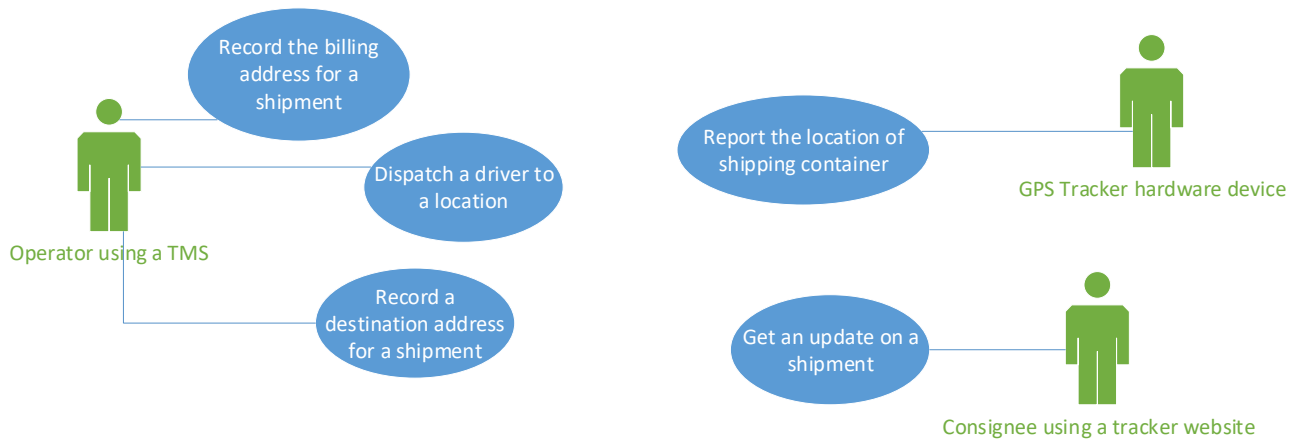 Record the billing
address for a
shipment
Dispatch a driver to
a location
Operator using a TMS
Record a
destination address
for a shipment
Report the location of
shipping container
GPS Tracker hardware device
Get an update on a
shipment
Consignee using a tracker website